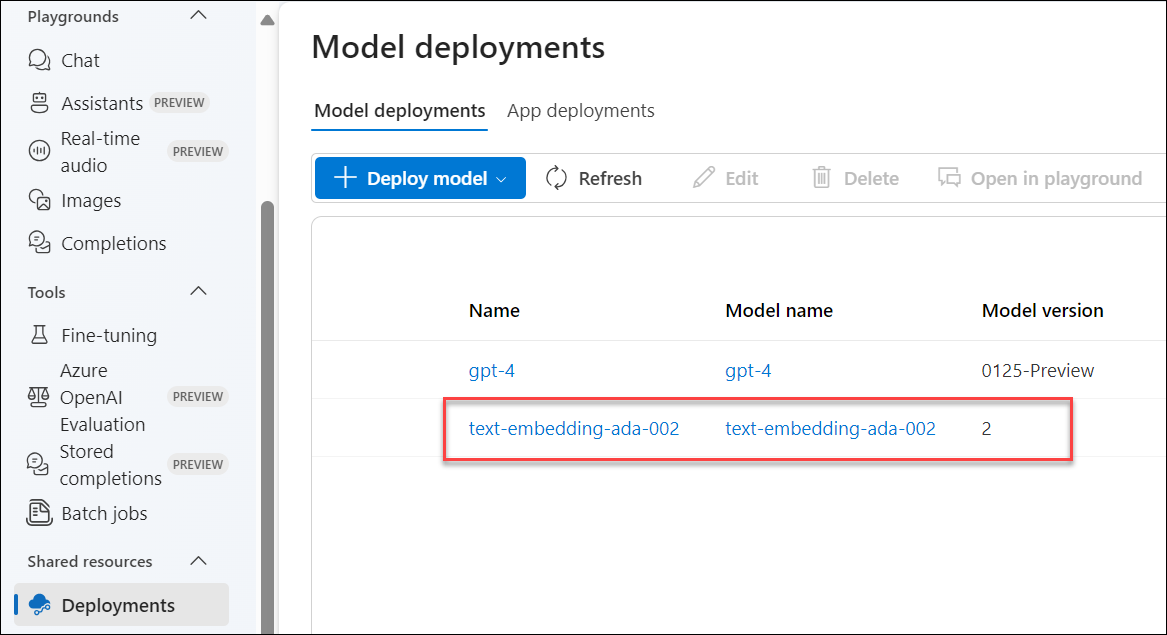 Playgrounds
Chat
Assistants PREVIEW
Real-time
audio
PREVIEW
Images
Completions
Tools
Fine-tuning
Azure
OpenAI
Evaluation
PREVIEW
Stored
completions
PREVIEW
Batch jobs
Shared resources
Deployments
Model deployments
Model deployments App deployments
Deploy model Refresh Edit Delete Open in playground
Name Model name Model version
gpt-4 gpt-4 0125-Preview
text-embedding-ada-002 text-embedding-ada-002 2